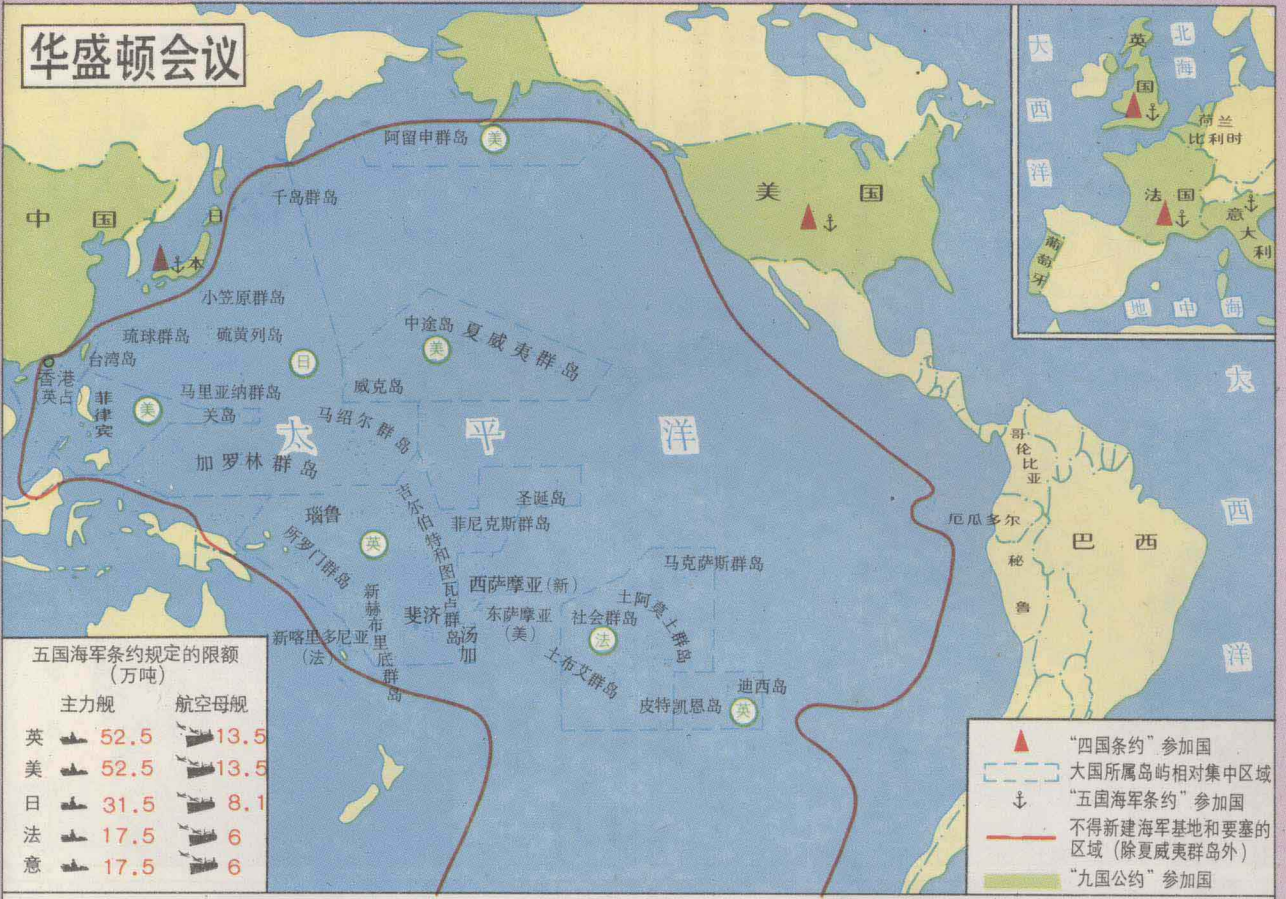 华盛顿会议
大西洋
北海
英国
荷兰
比利时
法国
意大利
葡萄牙
地中海
中国
日本
美国
阿留申群岛
美
千岛群岛
小笠原群岛
琉球群岛
硫黄列岛
日
台湾岛
香港
(英占)
菲律宾
美
马里亚纳群岛
关岛
中途岛
美
夏威夷群岛
威克岛
马绍尔群岛
太平洋
加罗林群岛
瑙鲁
吉尔伯特和图瓦卢群岛
圣诞岛
菲尼克斯群岛
所罗门群岛
英
新赫布里底群岛
西萨摩亚(新)
斐济
东萨摩亚
(美)
汤加
新喀里多尼亚
(法)
马克萨斯群岛
社会群岛
法
土阿莫土群岛
土布艾群岛
皮特凯恩岛
迪西岛
英
哥伦比亚
厄瓜多尔
秘鲁
巴西
大西洋
五国海军条约规定的限额
(万吨)
主力舰 航空母舰
英 52.5 13.5
美 52.5 13.5
日 31.5 8.1
法 17.5 6
意 17.5 6
“四国条约”参加国
大国所属岛屿相对集中区域
“五国海军条约”参加国
不得新建海军基地和要塞的
区域(除夏威夷群岛外)
“九国公约”参加国